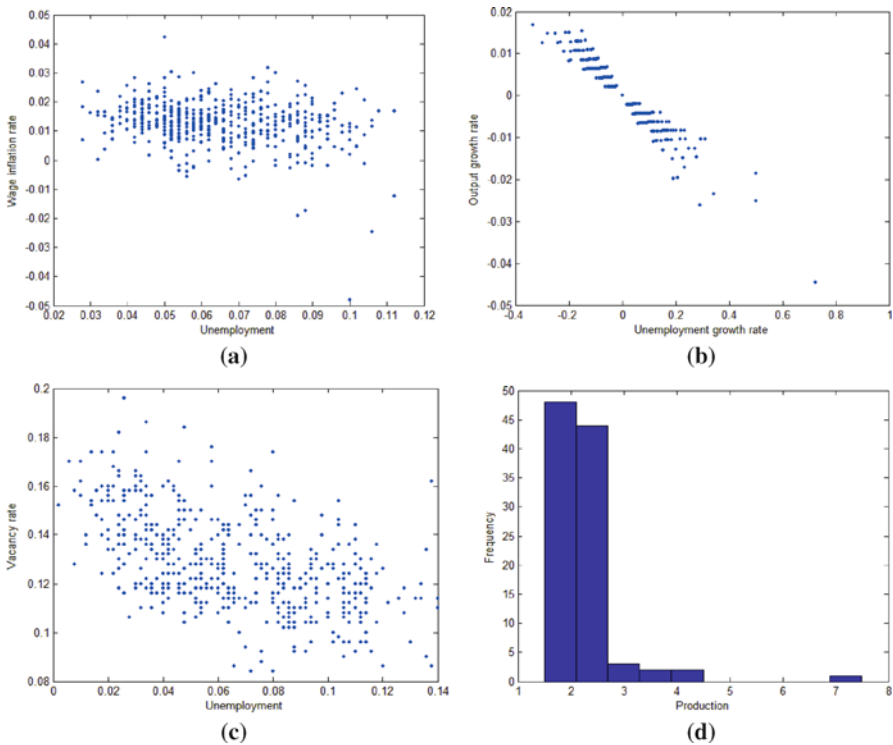 0.05
0.04
0.03
0.02
0.01
0
-0.01
-0.02
-0.03
-0.04
-0.05
Wage inflation rate
0.02 0.03 0.04 0.05 0.06 0.07 0.08 0.09 0.1 0.11 0.12
Unemployment
(a)
0.02
0.01
0
-0.01
-0.02
-0.03
-0.04
-0.05
Output growth rate
-0.4 -0.2 0 0.2 0.4 0.6 0.8 1
Unemployment growth rate
(b)
0.2
0.18
0.16
0.14
0.12
0.1
0.08
Vacancy rate
0 0.02 0.04 0.06 0.08 0.1 0.12 0.14
Unemployment
(c)
50
45
40
35
30
25
20
15
10
5
0
Frequency
1 2 3 4 5 6 7 8
Production
(d)